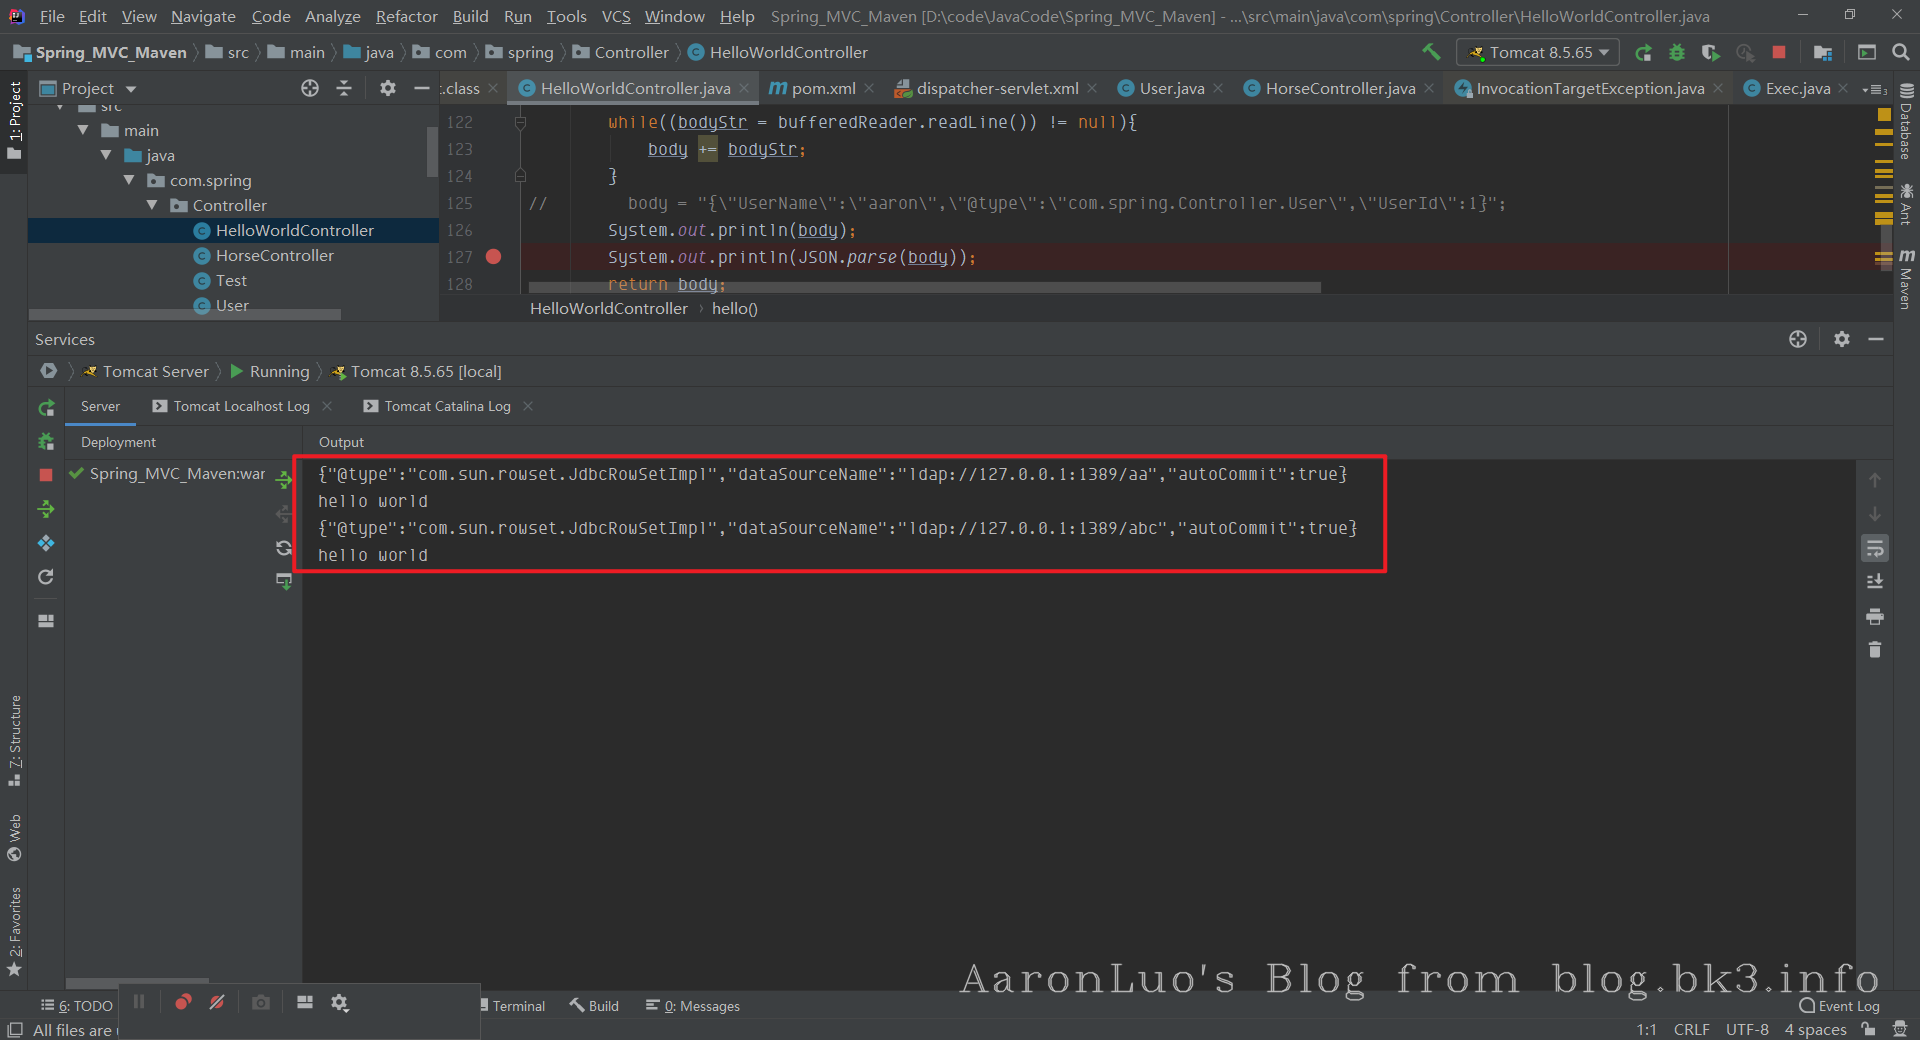 File Edit View Navigate Code Analyze Refactor Build Run Tools VCS Window Help Spring_MVC_Maven [D:\code\JavaCode\Spring_MVC_Maven] - ...\src\main\java\com\spring\Controller\HelloWorldController.java
Spring_MVC_Maven src main java com spring Controller HelloWorldController Tomcat 8.5.65
1: Project
Project
.class HelloWorldController.java pom.xml dispatcher-servlet.xml User.java HorseController.java InvocationTargetException.java Exec.java
src
main
java
com.spring
Controller
HelloWorldController
HorseController
Test
User
122 while((bodyStr = bufferedReader.readLine()) != null){
123 body += bodyStr;
124 }
125 // body = "{\"UserName\":\"aaron\",\"@type\":\"com.spring.Controller.User\",\"UserId\":1}";
126 System.out.println(body);
127 System.out.println(JSON.parse(body));
128 return body;
HelloWorldController › hello()
Database
Ant
Maven
Services
Tomcat Server Running Tomcat 8.5.65 [local]
Server Tomcat Localhost Log Tomcat Catalina Log
Deployment Output
Spring_MVC_Maven:war
{"@type":"com.sun.rowset.JdbcRowSetImpl","dataSourceName":"ldap://127.0.0.1:1389/aa","autoCommit":true}
hello world
{"@type":"com.sun.rowset.JdbcRowSetImpl","dataSourceName":"ldap://127.0.0.1:1389/abc","autoCommit":true}
hello world
7: Structure
Web
2: Favorites
AaronLuo's Blog from blog.bk3.info
6: TODO Terminal Build 0: Messages Event Log
All files are 1:1 CRLF UTF-8 4 spaces